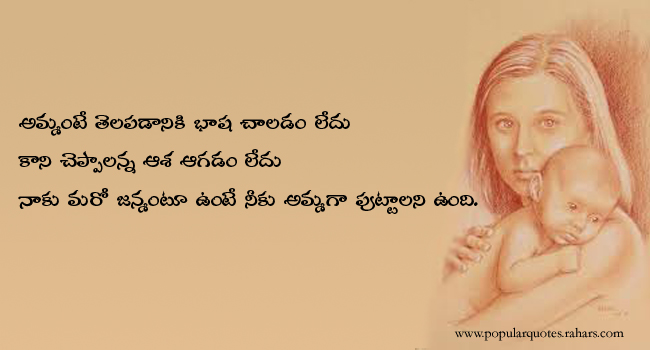 అమ్మంటే తెలపడానికి భాష చాలడం లేదు
కాని చెప్పాలన్న ఆశ ఆగడం లేదు
నాకు మరో జన్మంటూ ఉంటే నీకు అమ్మగా పుట్టాలని ఉంది.
www.popularquotes.rahars.com